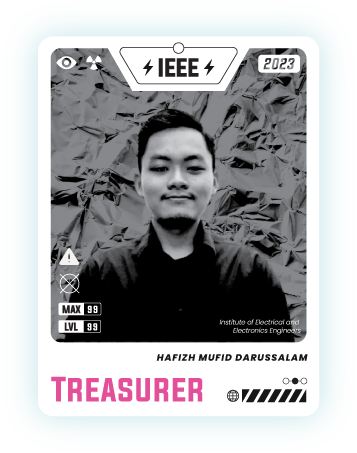 IEEE
2023
MAX 99
LVL 99
Institute of Electrical and
Electronics Engineers
HAFIZH MUFID DARUSSALAM
TREASURER